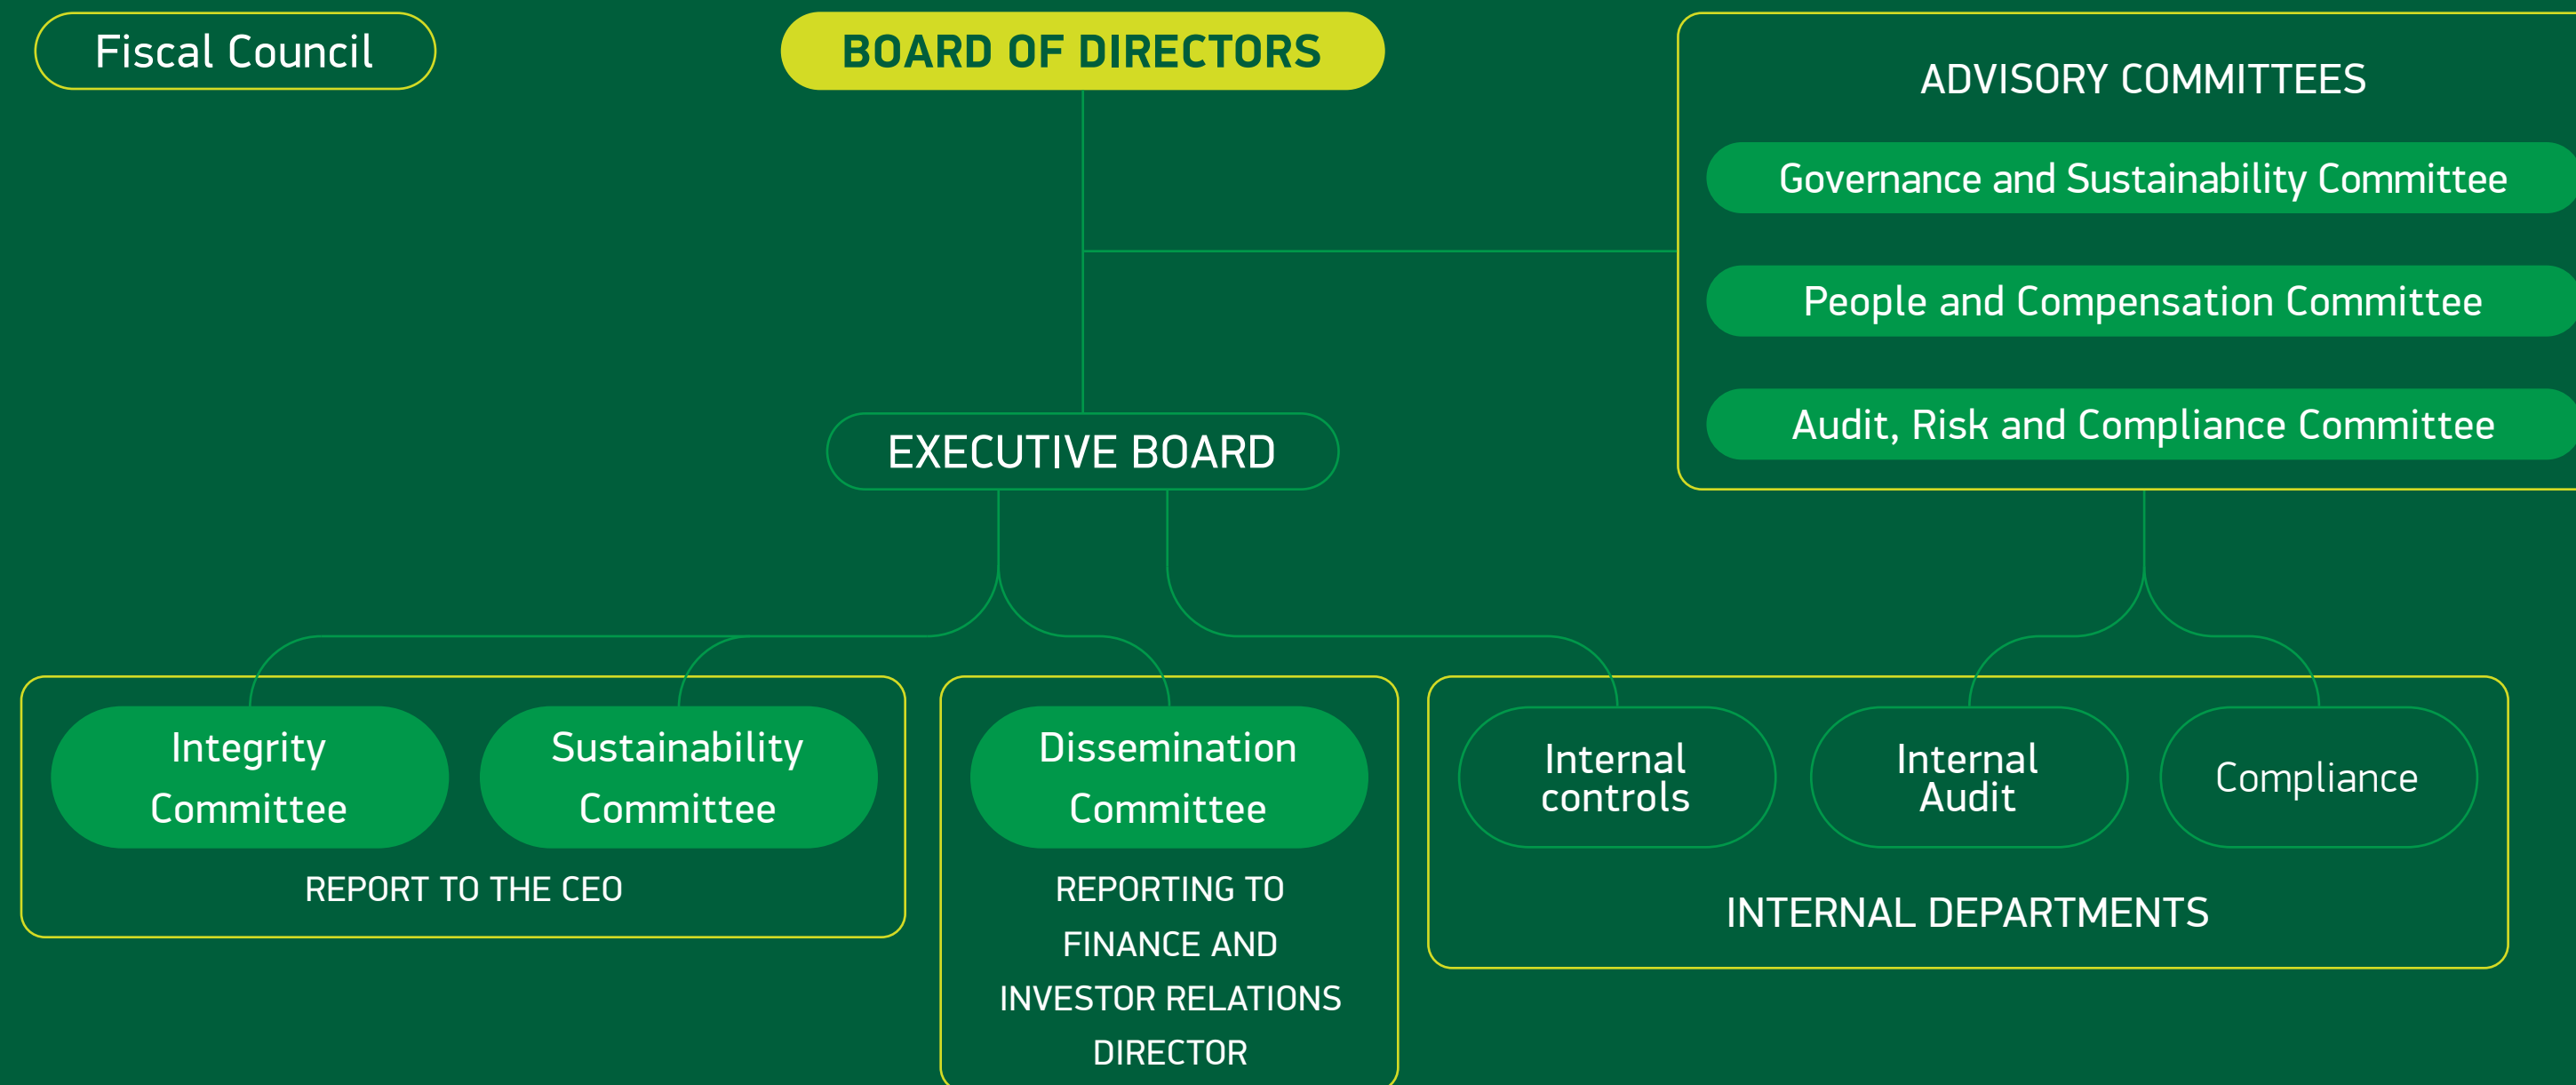 Fiscal Council
BOARD OF DIRECTORS
ADVISORY COMMITTEES
Governance and Sustainability Committee
People and Compensation Committee
Audit, Risk and Compliance Committee
EXECUTIVE BOARD
Integrity
Committee
Sustainability
Committee
REPORT TO THE CEO
Dissemination
Committee
REPORTING TO
FINANCE AND
INVESTOR RELATIONS
DIRECTOR
Internal
controls
Internal
Audit
Compliance
INTERNAL DEPARTMENTS